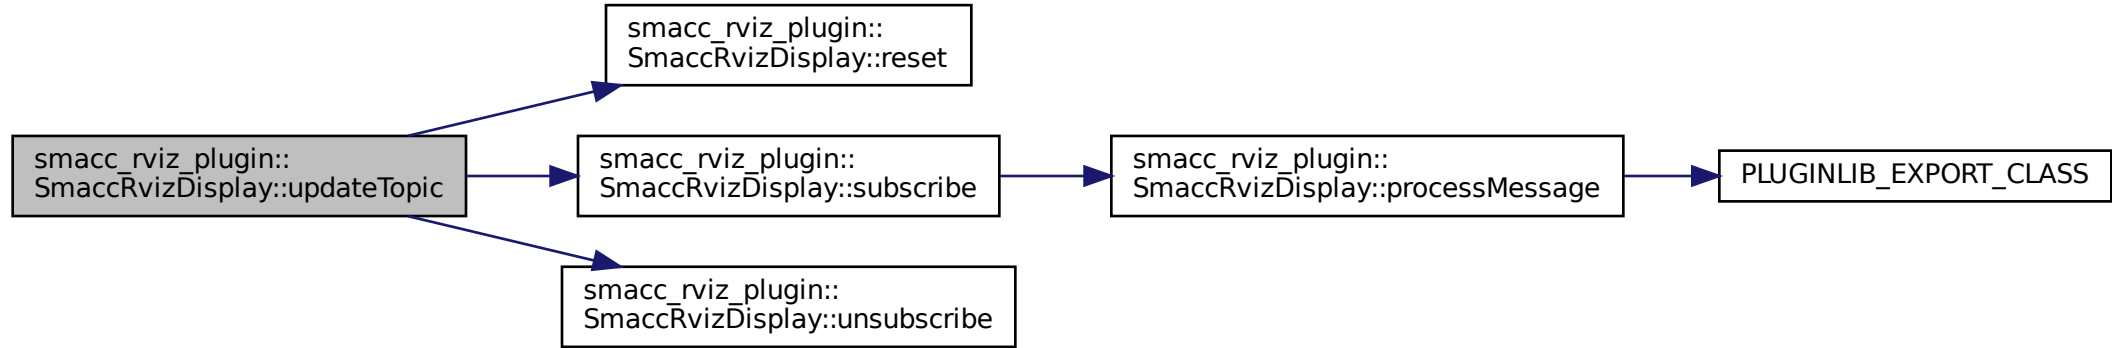 smacc_rviz_plugin::
SmaccRvizDisplay::reset
smacc_rviz_plugin::
SmaccRvizDisplay::updateTopic
smacc_rviz_plugin::
SmaccRvizDisplay::subscribe
smacc_rviz_plugin::
SmaccRvizDisplay::processMessage
PLUGINLIB_EXPORT_CLASS
smacc_rviz_plugin::
SmaccRvizDisplay::unsubscribe